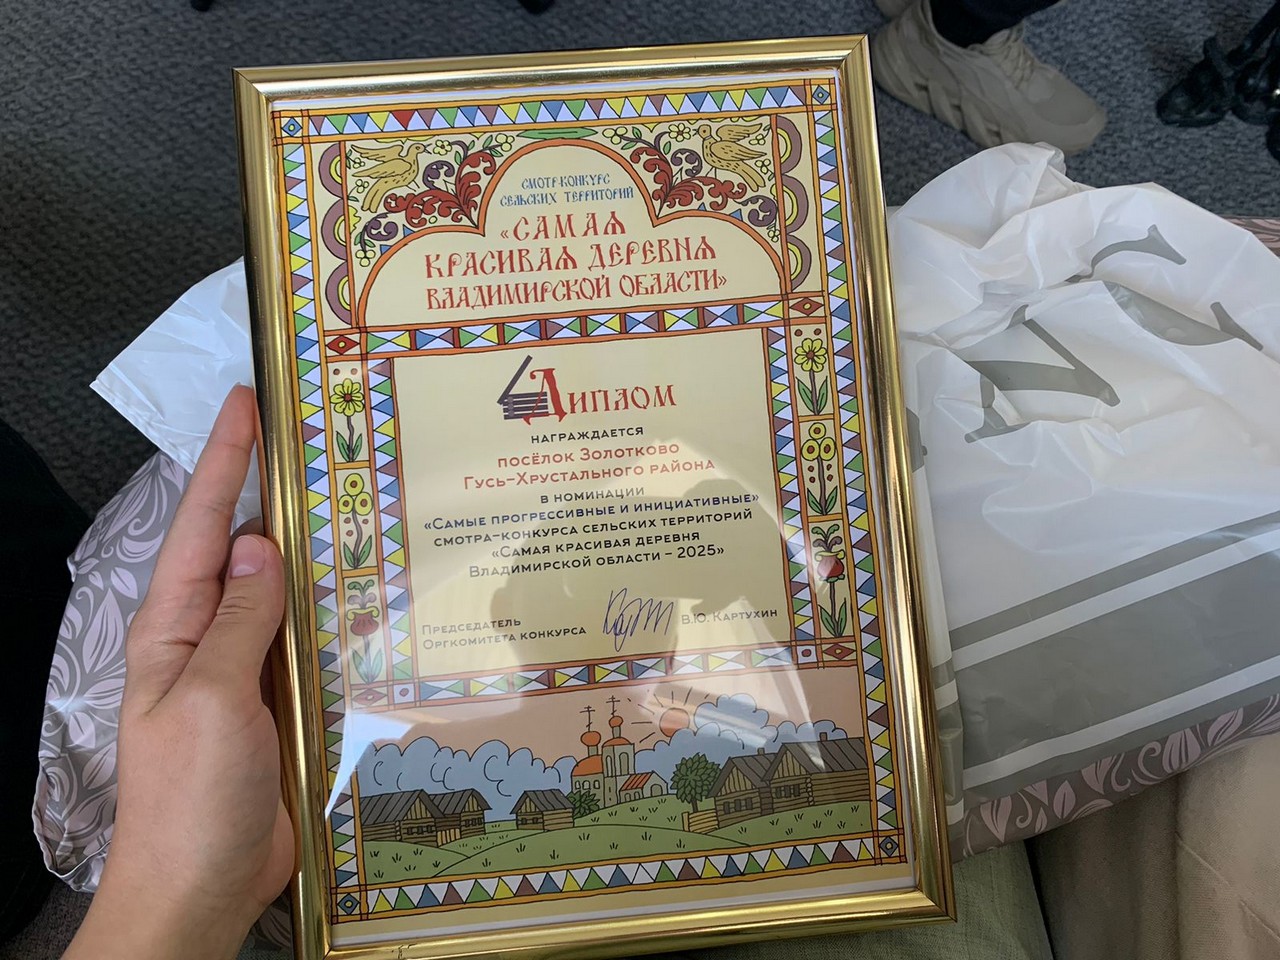 СМОТР-КОНКУРС
СЕЛЬСКИХ ТЕРРИТОРИЙ
«САМАЯ
КРАСИВАЯ ДЕРЕВНЯ
ВЛАДИМИРСКОЙ ОБЛАСТИ»
Диплом
награждается
посёлок Золотково
Гусь-Хрустального района
в номинации
«Самые прогрессивные и инициативные»
смотра-конкурса сельских территорий
«Самая красивая деревня
Владимирской области – 2025»
Председатель
Оргкомитета конкурса
В.Ю. Картухин